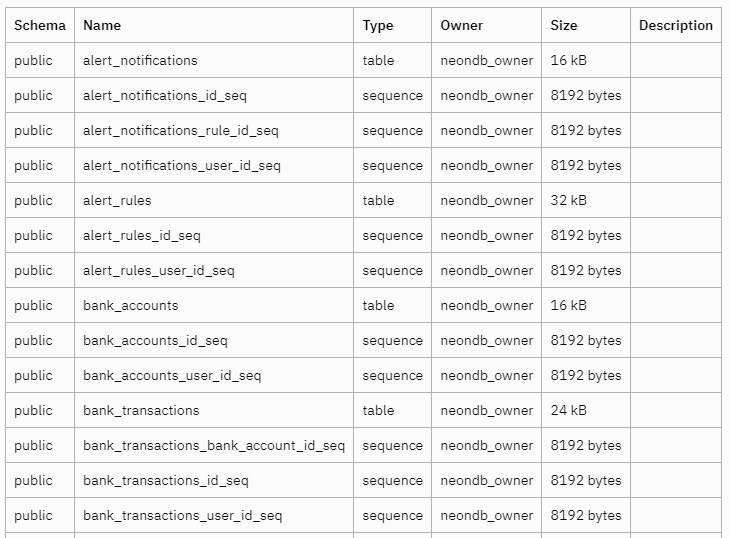 Schema Name Type Owner Size Description
public alert_notifications table neondb_owner 16 kB
public alert_notifications_id_seq sequence neondb_owner 8192 bytes
public alert_notifications_rule_id_seq sequence neondb_owner 8192 bytes
public alert_notifications_user_id_seq sequence neondb_owner 8192 bytes
public alert_rules table neondb_owner 32 kB
public alert_rules_id_seq sequence neondb_owner 8192 bytes
public alert_rules_user_id_seq sequence neondb_owner 8192 bytes
public bank_accounts table neondb_owner 16 kB
public bank_accounts_id_seq sequence neondb_owner 8192 bytes
public bank_accounts_user_id_seq sequence neondb_owner 8192 bytes
public bank_transactions table neondb_owner 24 kB
public bank_transactions_bank_account_id_seq sequence neondb_owner 8192 bytes
public bank_transactions_id_seq sequence neondb_owner 8192 bytes
public bank_transactions_user_id_seq sequence neondb_owner 8192 bytes